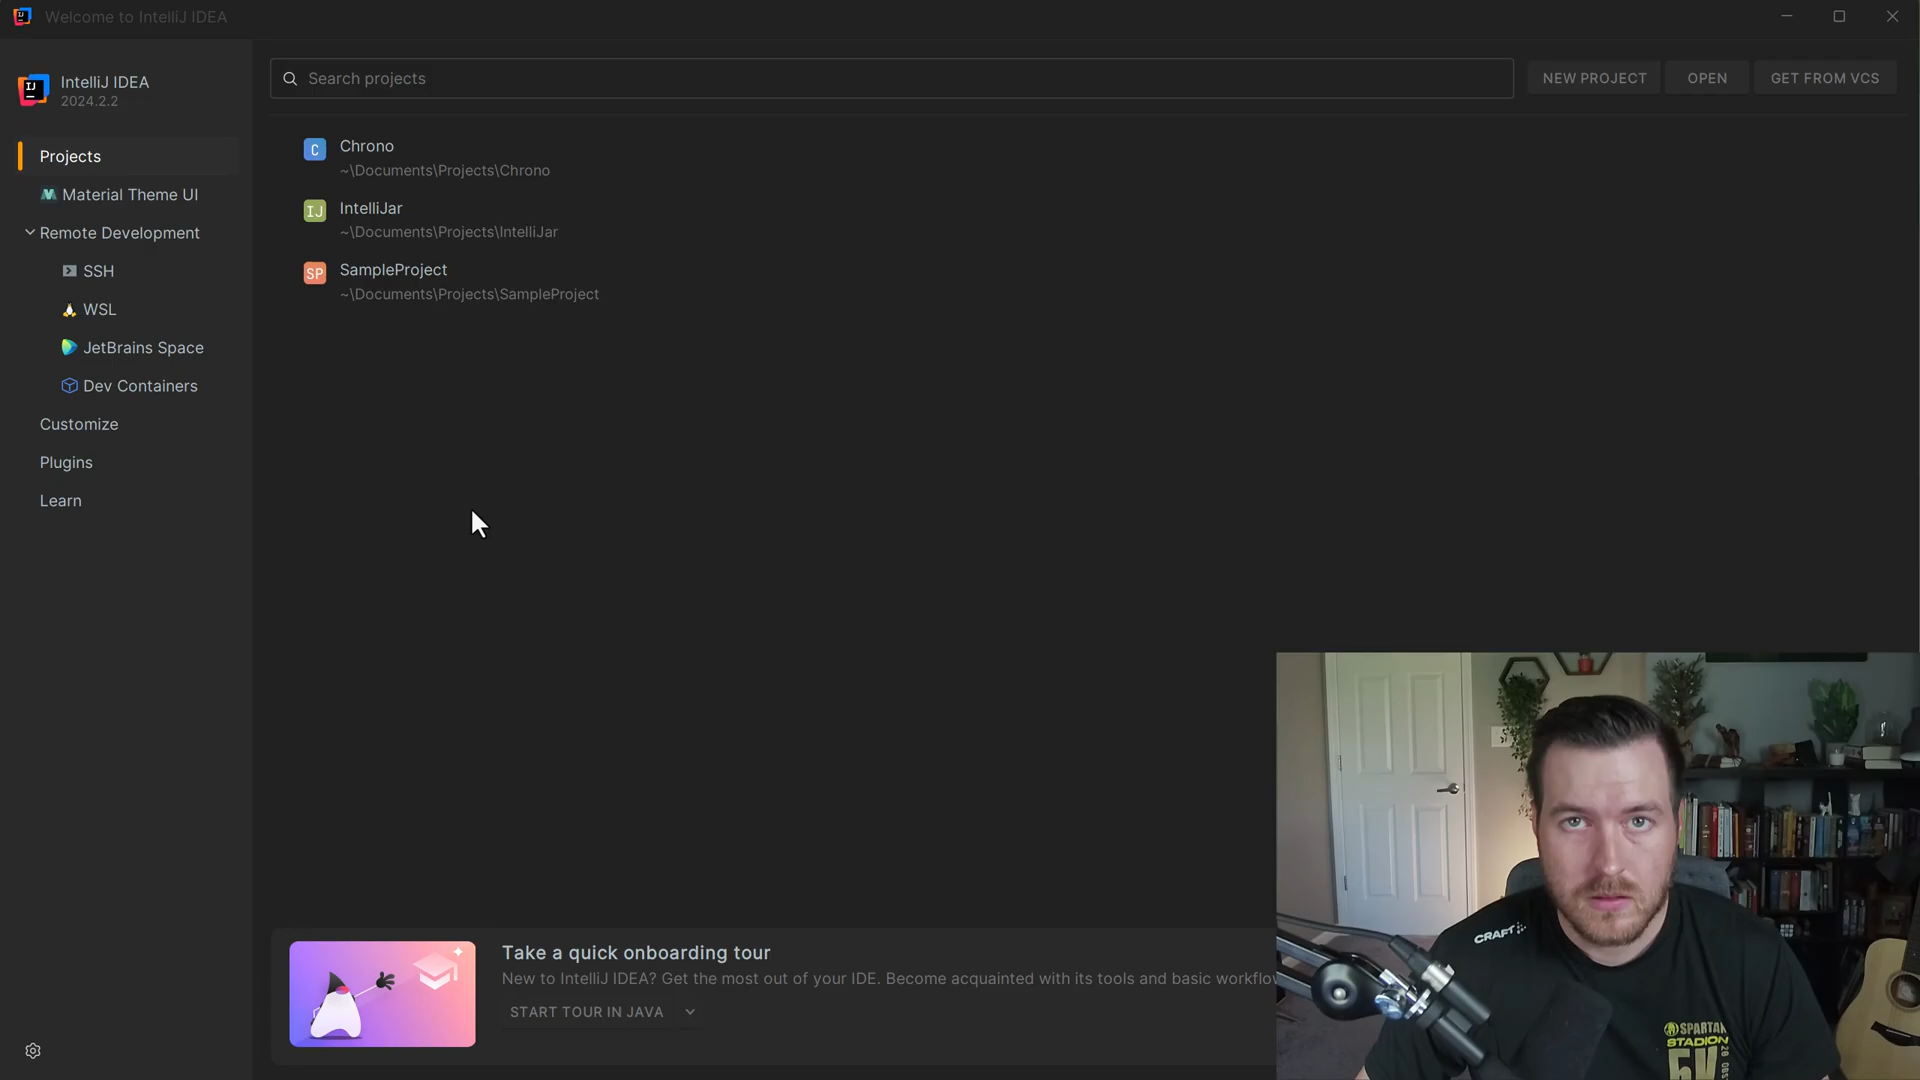 Welcome to IntelliJ IDEA
IntelliJ IDEA
2024.2.2
Search projects
NEW PROJECT
OPEN
GET FROM VCS
Projects
Material Theme UI
Remote Development
SSH
WSL
JetBrains Space
Dev Containers
Customize
Plugins
Learn
C
Chrono
~\Documents\Projects\Chrono
IJ
IntelliJar
~\Documents\Projects\IntelliJar
SP
SampleProject
~\Documents\Projects\SampleProject
Take a quick onboarding tour
New to IntelliJ IDEA? Get the most out of your IDE. Become acquainted with its tools and basic
START TOUR IN JAVA
CRAFT
SPARTAN
STADION
5K